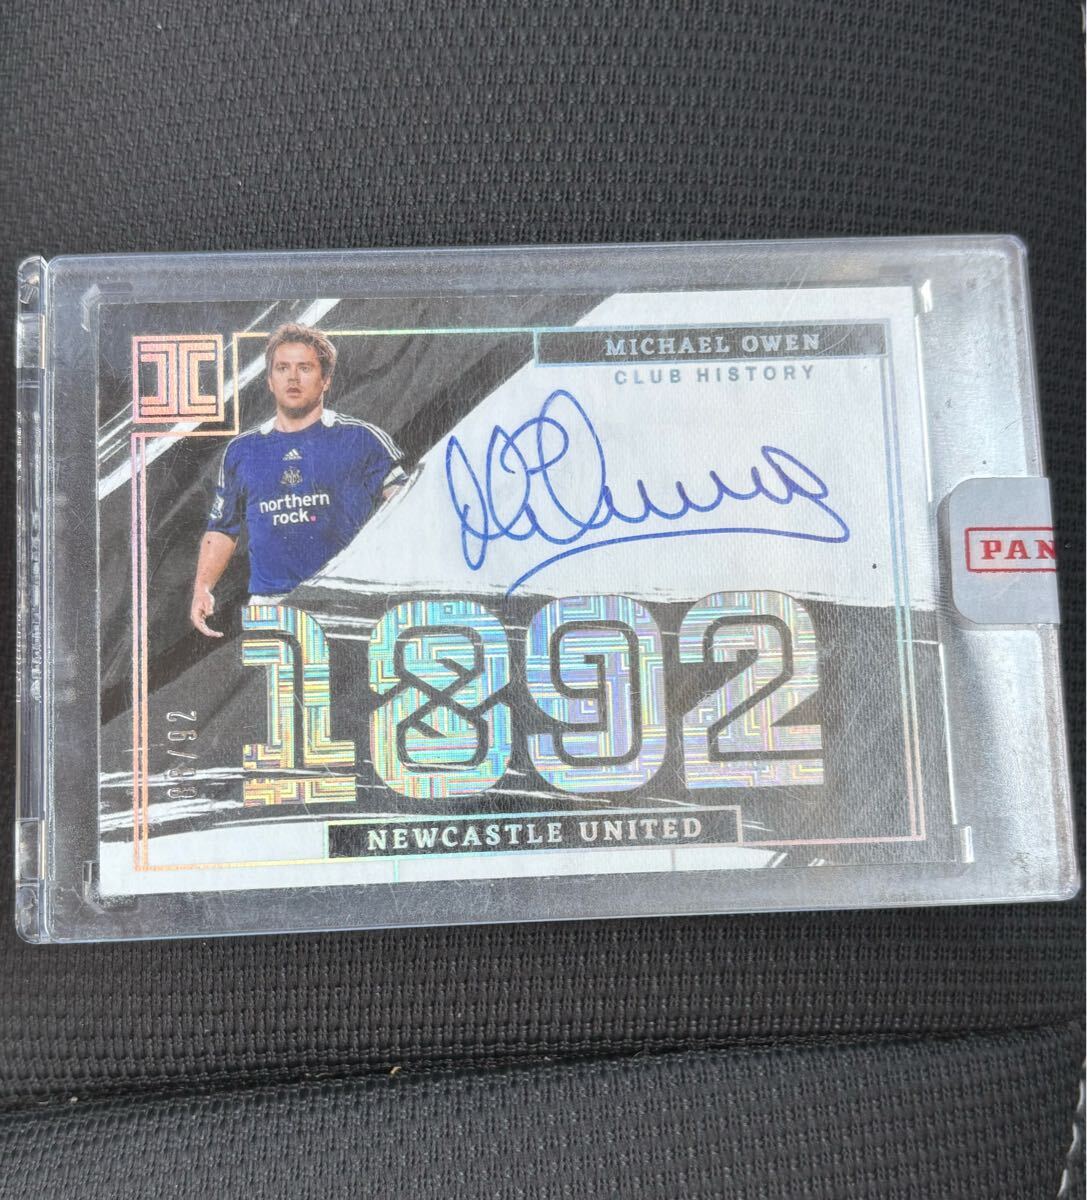 MICHAEL OWEN
CLUB HISTORY
northern
rock.
PAN
1892
NEWCASTLE UNITED